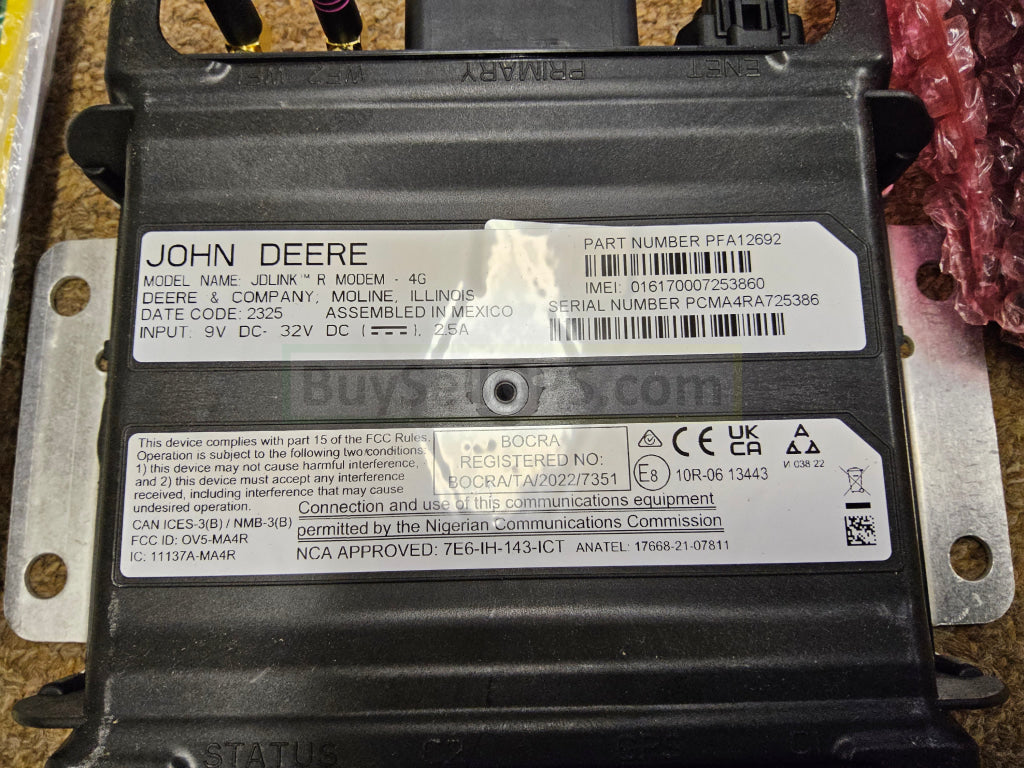 ENET
PRIMARY
JOHN DEERE
MODEL NAME: JDLINK™ R MODEM - 4G
DEERE & COMPANY, MOLINE, ILLINOIS
DATE CODE: 2325 ASSEMBLED IN MEXICO
INPUT: 9V DC- 32V DC ( ⎓ ), 2.5A
PART NUMBER PFA12692
IMEI: 016170007253860
SERIAL NUMBER PCMA4RA725386
This device complies with part 15 of the FCC Rules.
Operation is subject to the following two conditions:
1) this device may not cause harmful interference,
and 2) this device must accept any interference
received, including interference that may cause
undesired operation.
CAN ICES-3(B) / NMB-3(B)
FCC ID: OV5-MA4R
IC: 11137A-MA4R
BOCRA
REGISTERED NO:
BOCRA/TA/2022/7351
CE UK
CA
E8 10R-06 13443
И 038 22
Connection and use of this communications equipment
permitted by the Nigerian Communications Commission
NCA APPROVED: 7E6-IH-143-ICT ANATEL: 17668-21-07811
STATUS